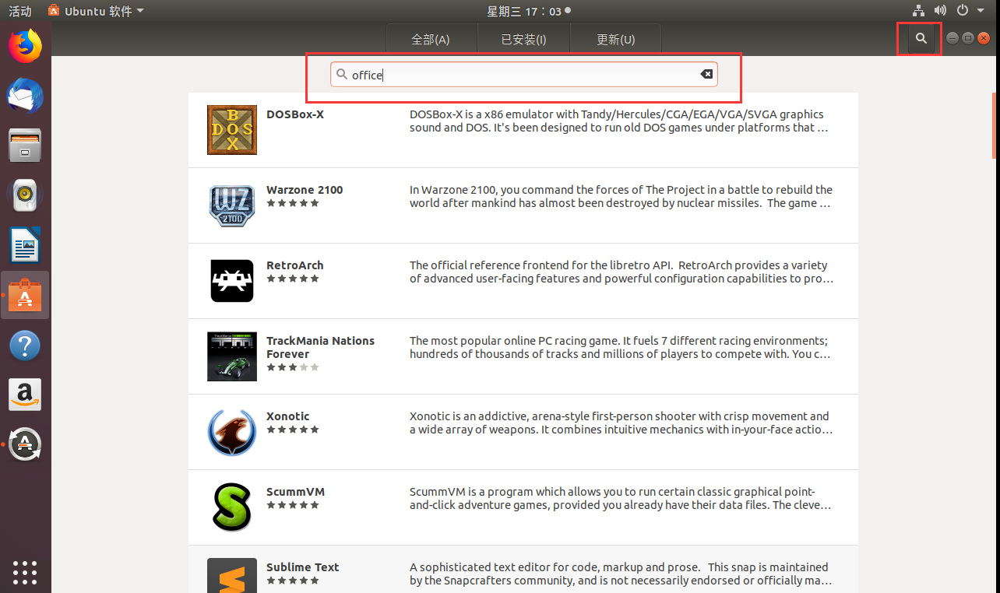 活动 Ubuntu 软件 星期三 17：03
全部(A) 已安装(I) 更新(U)
office
BOX
DOS
DOSBox-X
DOSBox-X is a x86 emulator with Tandy/Hercules/CGA/EGA/VGA/SVGA graphics
sound and DOS. It's been designed to run old DOS games under platforms that …
WZ
2100
Warzone 2100
In Warzone 2100, you command the forces of The Project in a battle to rebuild the
world after mankind has almost been destroyed by nuclear missiles. The game …
RetroArch
The official reference frontend for the libretro API. RetroArch provides a variety
of advanced user-facing features and powerful configuration capabilities to pro…
TrackMania Nations
Forever
The most popular online PC racing game. It fuels 7 different racing environments;
hundreds of thousands of tracks and millions of players to compete with. You c…
Xonotic
Xonotic is an addictive, arena-style first-person shooter with crisp movement and
a wide array of weapons. It combines intuitive mechanics with in-your-face actio…
S
ScummVM
ScummVM is a program which allows you to run certain classic graphical point-
and-click adventure games, provided you already have their data files. The cleve…
Sublime Text
A sophisticated text editor for code, markup and prose. This snap is maintained
by the Snapcrafters community, and is not necessarily endorsed or officially ma…